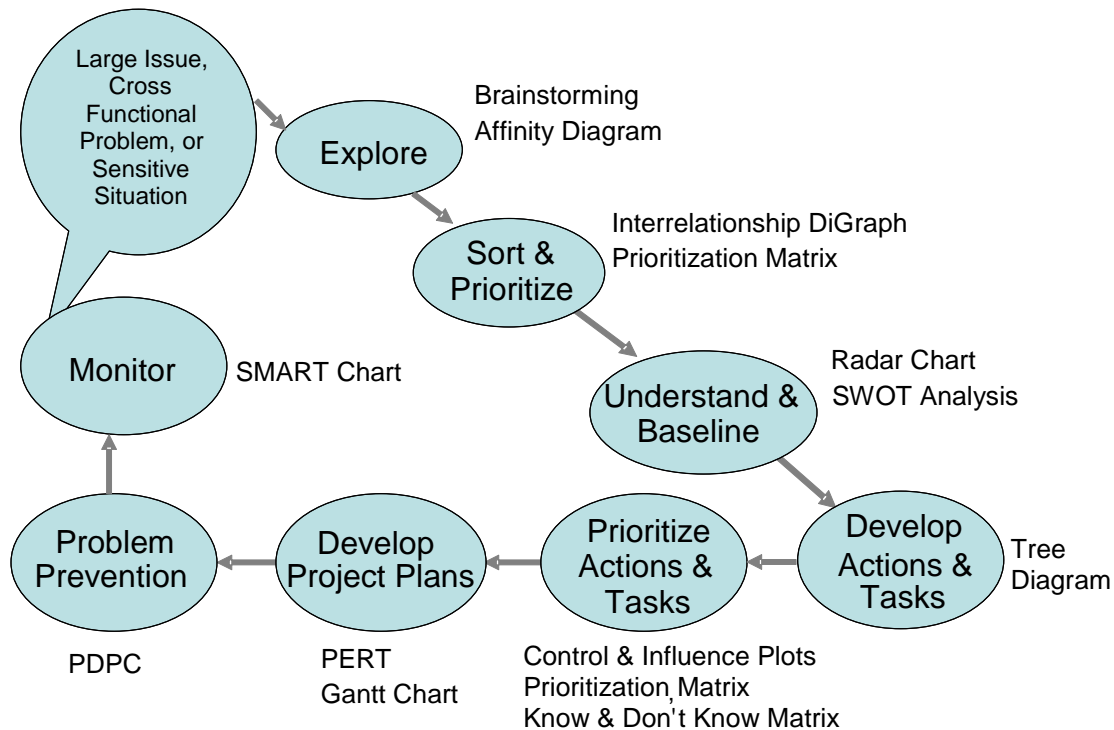 Large Issue,
Cross
Functional
Problem, or
Sensitive
Situation
Explore
Brainstorming
Affinity Diagram
Sort &
Prioritize
Interrelationship DiGraph
Prioritization Matrix
Understand &
Baseline
Radar Chart
SWOT Analysis
Develop
Actions &
Tasks
Tree
Diagram
Prioritize
Actions &
Tasks
Control & Influence Plots
Prioritization, Matrix
Know & Don't Know Matrix
Develop
Project Plans
PERT
Gantt Chart
Problem
Prevention
PDPC
Monitor
SMART Chart